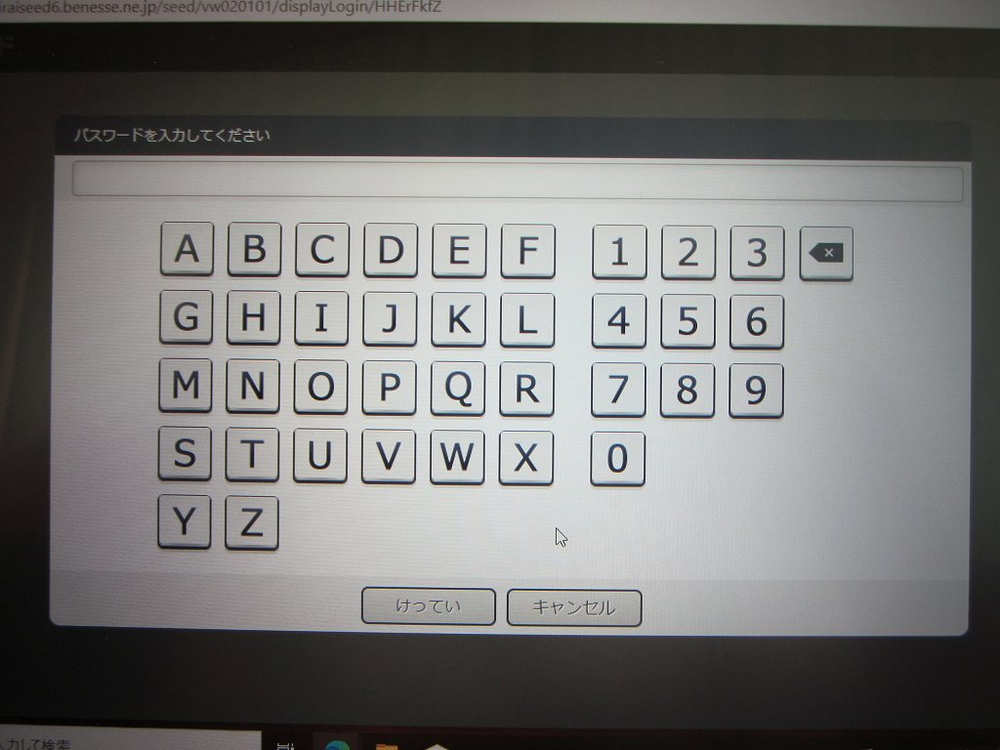 iraiseed6.benesse.ne.jp/seed/vw020101/displayLogin/HHErFkfZ
パスワードを入力してください
A B C D E F 1 2 3
G H I J K L 4 5 6
M N O P Q R 7 8 9
S T U V W X 0
Y Z
けってい キャンセル
入力して検索